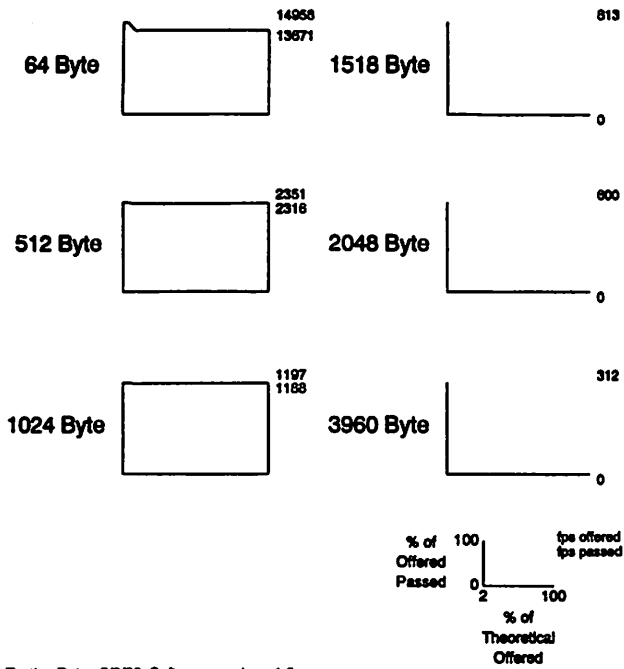 14958
13671
64 Byte
813
1518 Byte
0
2351
2316
512 Byte
600
2048 Byte
0
1197
1188
1024 Byte
312
3960 Byte
0
% of
Offered
Passed
100
0
2
100
fps offered
fps passed
% of
Theoretical
Offered